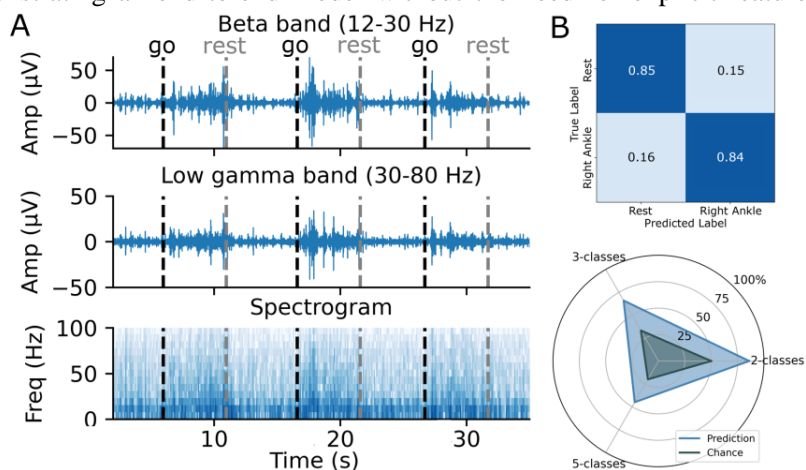 A
Beta band (12-30 Hz)
go rest go rest go rest
Amp (μV)
50
0
−50
Low gamma band (30-80 Hz)
Amp (μV)
50
0
−50
Spectrogram
Freq (Hz)
100
50
0
10 20 30
Time (s)
B
True Label
Rest
Right Ankle
0.85 0.15
0.16 0.84
Rest Right Ankle
Predicted Label
3-classes
100%
75
50
25
2-classes
5-classes
Prediction
Chance